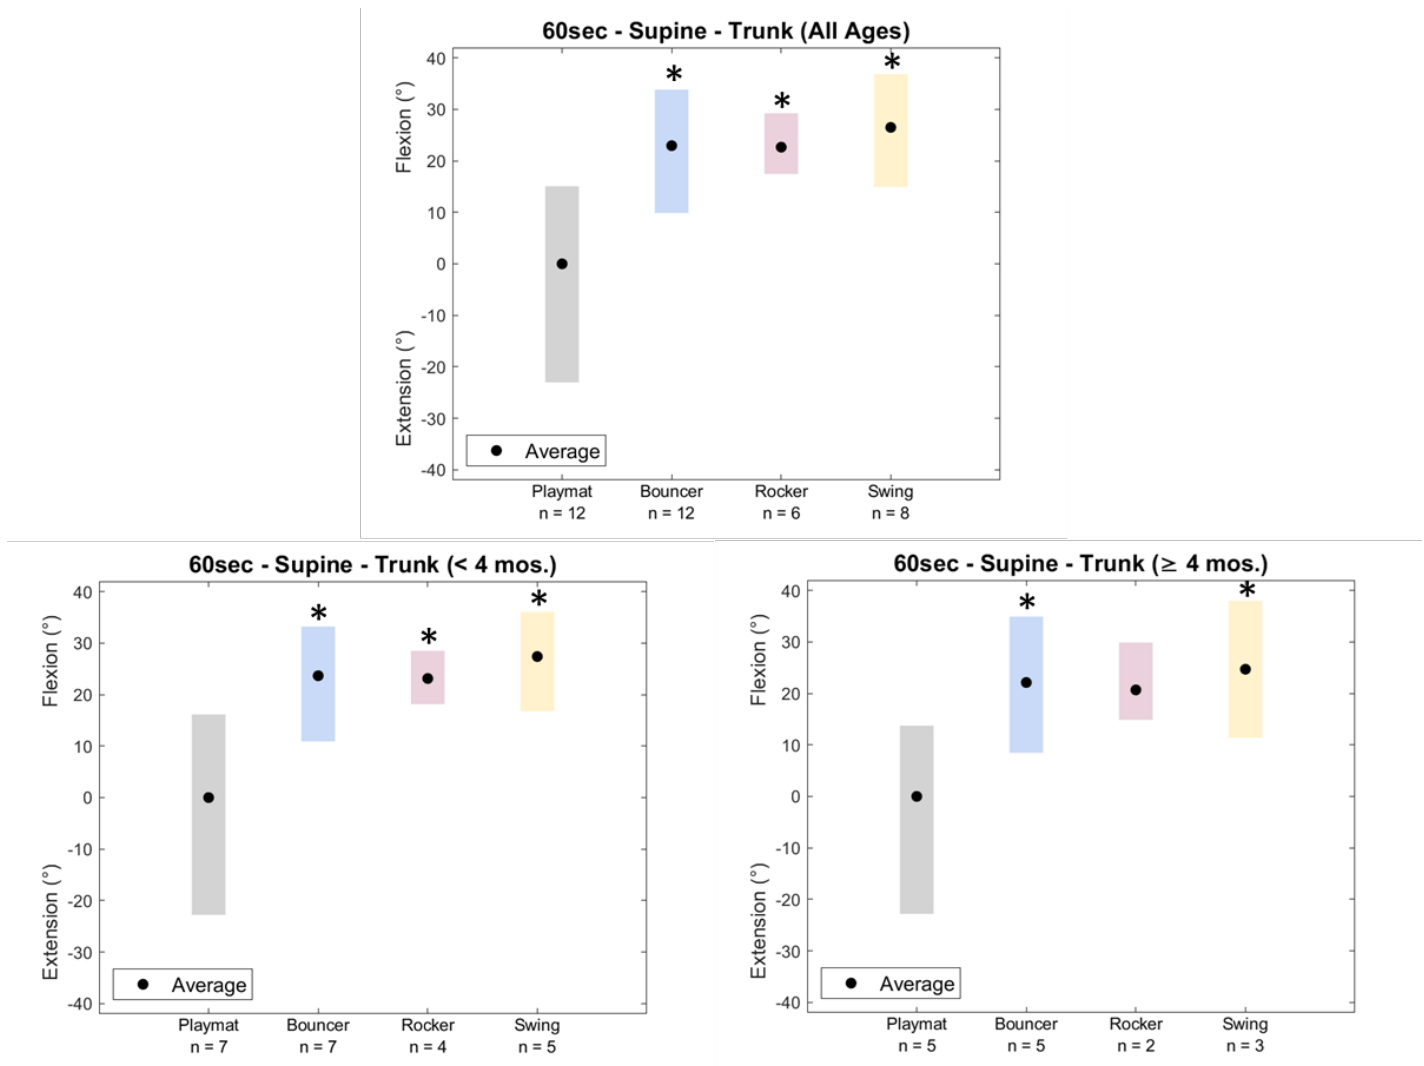 60sec - Supine - Trunk (All Ages)
Flexion (°)
Extension (°)
40
30
20
10
0
-10
-20
-30
-40
*
*
*
Average
Playmat Bouncer Rocker Swing
n = 12 n = 12 n = 6 n = 8
60sec - Supine - Trunk (< 4 mos.)
Flexion (°)
Extension (°)
40
30
20
10
0
-10
-20
-30
-40
*
*
*
Average
Playmat Bouncer Rocker Swing
n = 7 n = 7 n = 4 n = 5
60sec - Supine - Trunk (≥ 4 mos.)
Flexion (°)
Extension (°)
40
30
20
10
0
-10
-20
-30
-40
*
*
Average
Playmat Bouncer Rocker Swing
n = 5 n = 5 n = 2 n = 3